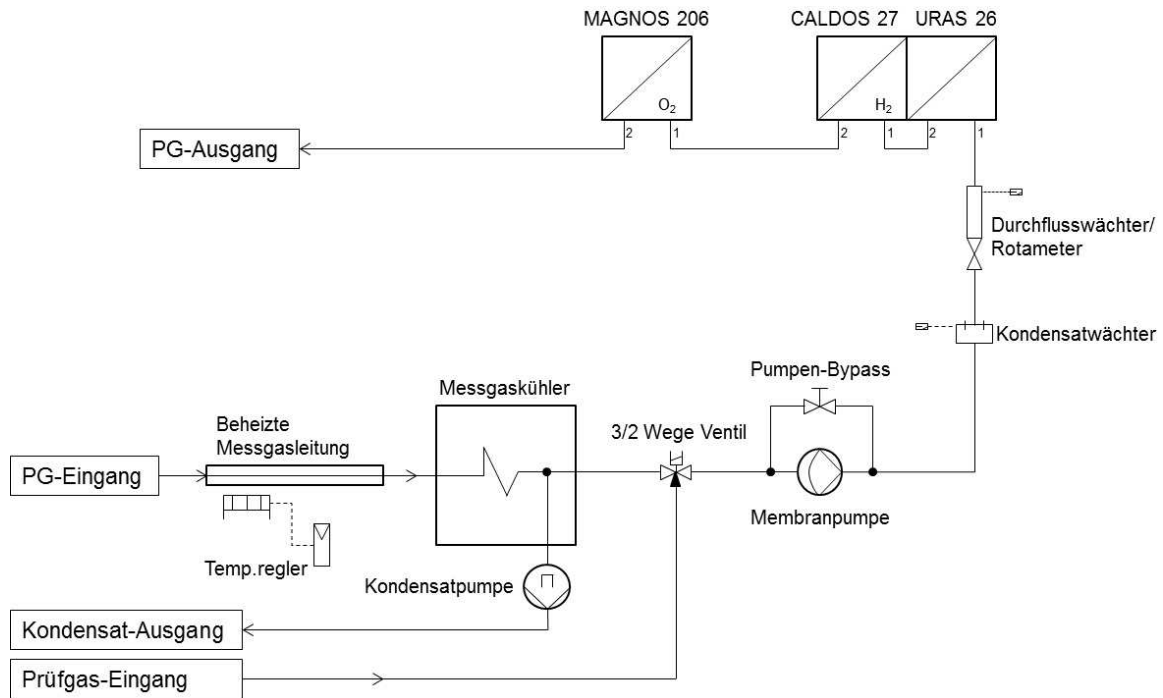 MAGNOS 206
CALDOS 27
URAS 26
O2
H2
2
1
2
1
2
1
PG-Ausgang
Durchflusswächter/
Rotameter
Kondensatwächter
Pumpen-Bypass
Messgaskühler
3/2 Wege Ventil
Beheizte
Messgasleitung
PG-Eingang
Membranpumpe
Temp.regler
Kondensatpumpe
Kondensat-Ausgang
Prüfgas-Eingang